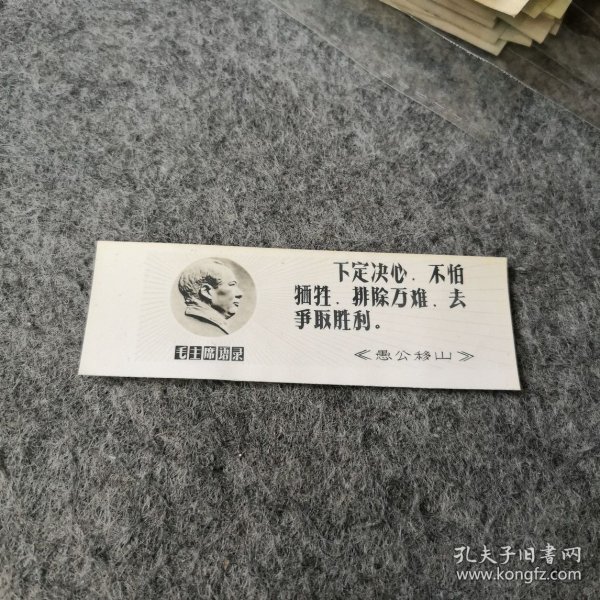 下定决心，不怕
牺牲，排除万难，去
争取胜利。
毛主席语录
《愚公移山》
孔夫子旧书网
www.kongfz.com